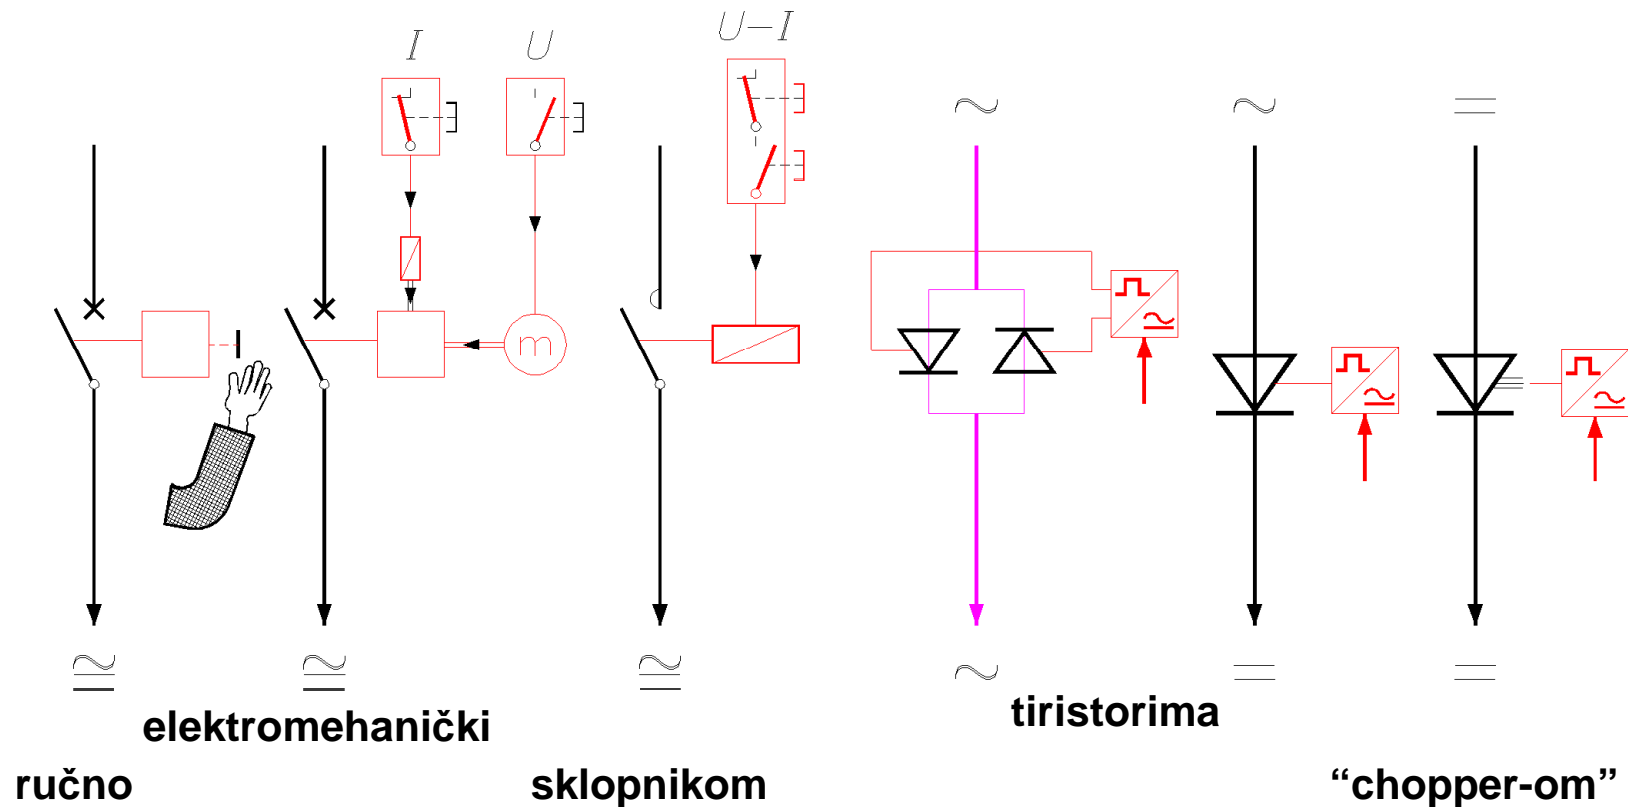 I U U–I
~ ~ =
m
≅ ≅ ≅ ~ = =
elektromehanički tiristorima
ručno sklopnikom “chopper-om”